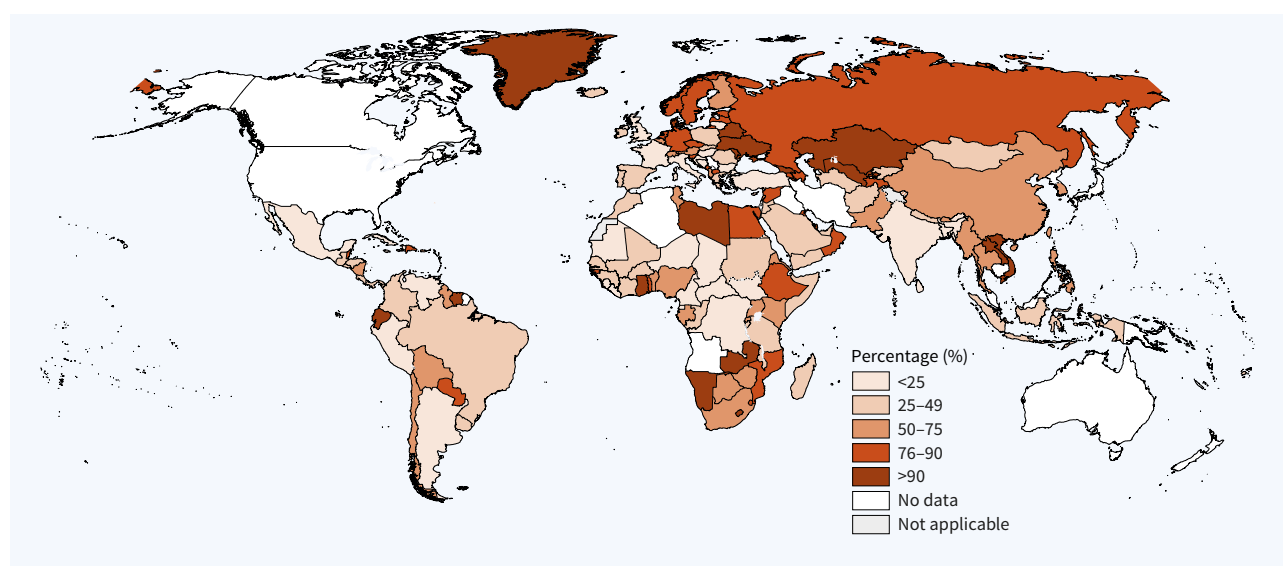 Percentage (%)
<25
25–49
50–75
76–90
>90
No data
Not applicable